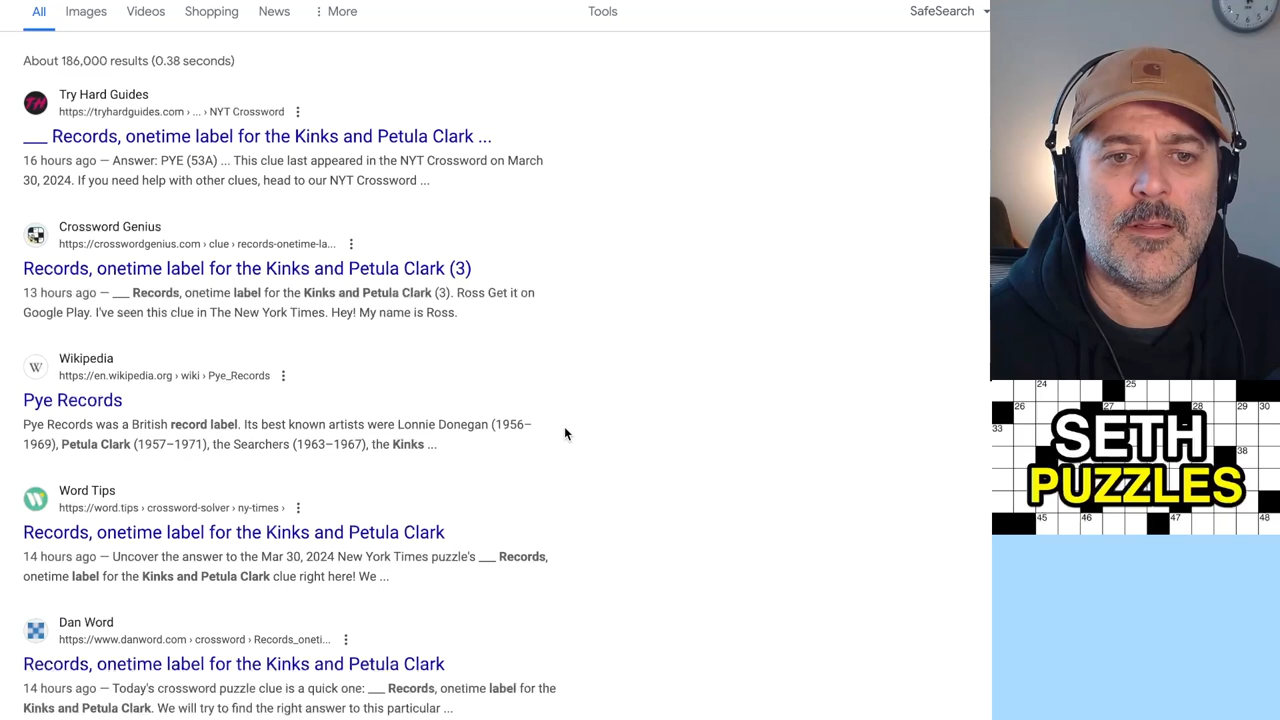 All Images Videos Shopping News More Tools SafeSearch
About 186,000 results (0.38 seconds)
Try Hard Guides
https://tryhardguides.com › ... › NYT Crossword
___ Records, onetime label for the Kinks and Petula Clark ...
16 hours ago — Answer: PYE (53A) ... This clue last appeared in the NYT Crossword on March
30, 2024. If you need help with other clues, head to our NYT Crossword ...
Crossword Genius
https://crosswordgenius.com › clue › records-onetime-la...
Records, onetime label for the Kinks and Petula Clark (3)
13 hours ago — ___ Records, onetime label for the Kinks and Petula Clark (3). Ross Get it on
Google Play. I've seen this clue in The New York Times. Hey! My name is Ross.
Wikipedia
https://en.wikipedia.org › wiki › Pye_Records
Pye Records
Pye Records was a British record label. Its best known artists were Lonnie Donegan (1956–
1969), Petula Clark (1957–1971), the Searchers (1963–1967), the Kinks ...
Word Tips
https://word.tips › crossword-solver › ny-times ›
Records, onetime label for the Kinks and Petula Clark
14 hours ago — Uncover the answer to the Mar 30, 2024 New York Times puzzle's ___ Records,
onetime label for the Kinks and Petula Clark clue right here! We ...
Dan Word
https://www.danword.com › crossword › Records_oneti...
Records, onetime label for the Kinks and Petula Clark
14 hours ago — Today's crossword puzzle clue is a quick one: ___ Records, onetime label for the
Kinks and Petula Clark. We will try to find the right answer to this particular ...
24 25
26 27 28 29 30
33
SETH
38
PUZZLES
45 46 47 48